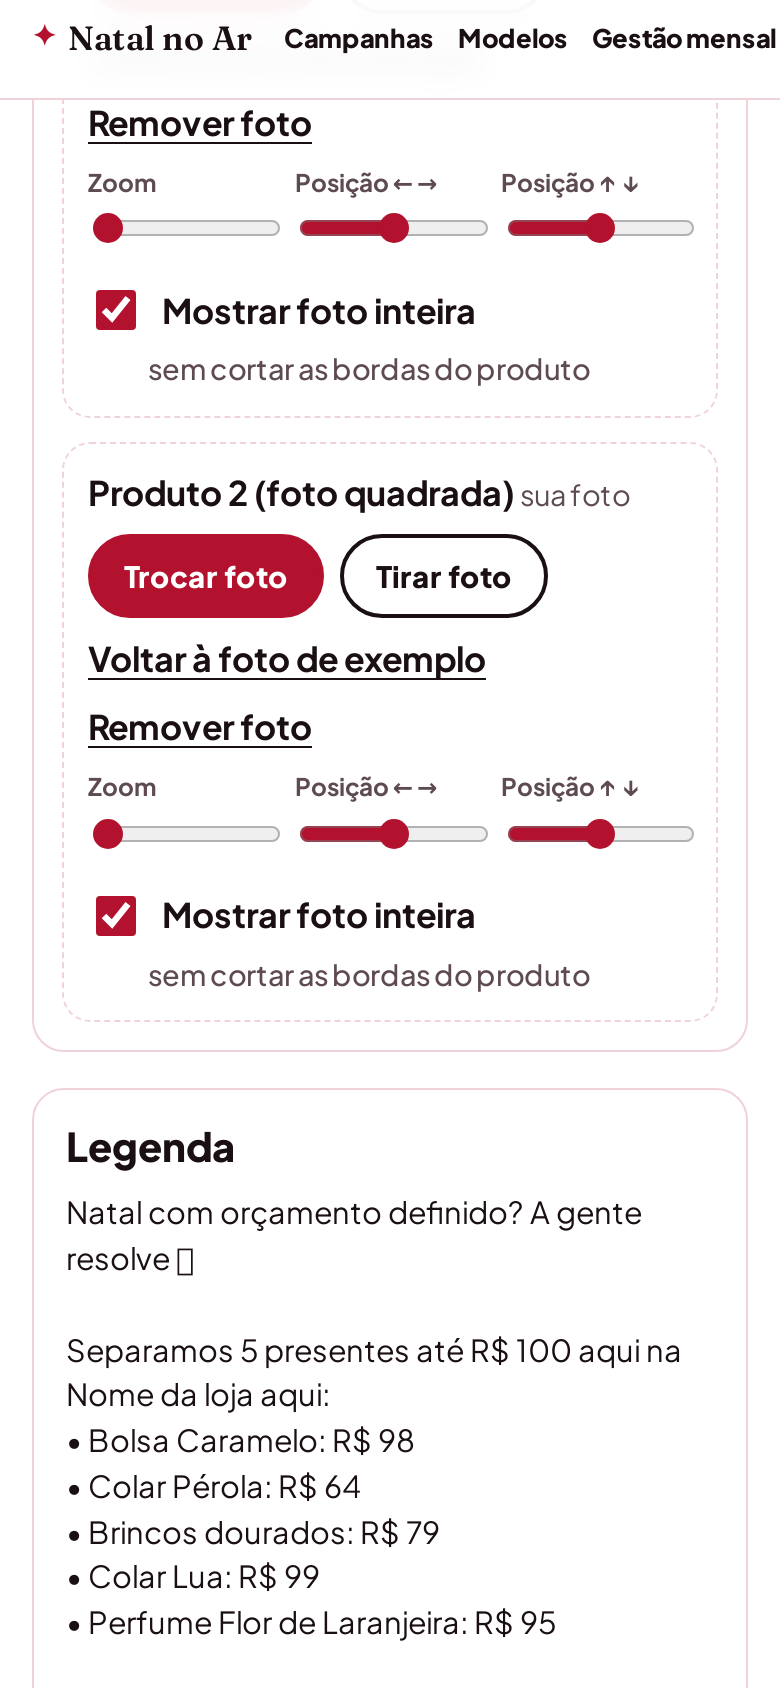 Natal no Ar Campanhas Modelos Gestão mensal
Remover foto
Zoom Posição ← → Posição ↑ ↓
Mostrar foto inteira
sem cortar as bordas do produto
Produto 2 (foto quadrada) sua foto
Trocar foto Tirar foto
Voltar à foto de exemplo
Remover foto
Zoom Posição ← → Posição ↑ ↓
Mostrar foto inteira
sem cortar as bordas do produto
Legenda
Natal com orçamento definido? A gente
resolve
Separamos 5 presentes até R$ 100 aqui na
Nome da loja aqui:
• Bolsa Caramelo: R$ 98
• Colar Pérola: R$ 64
• Brincos dourados: R$ 79
• Colar Lua: R$ 99
• Perfume Flor de Laranjeira: R$ 95